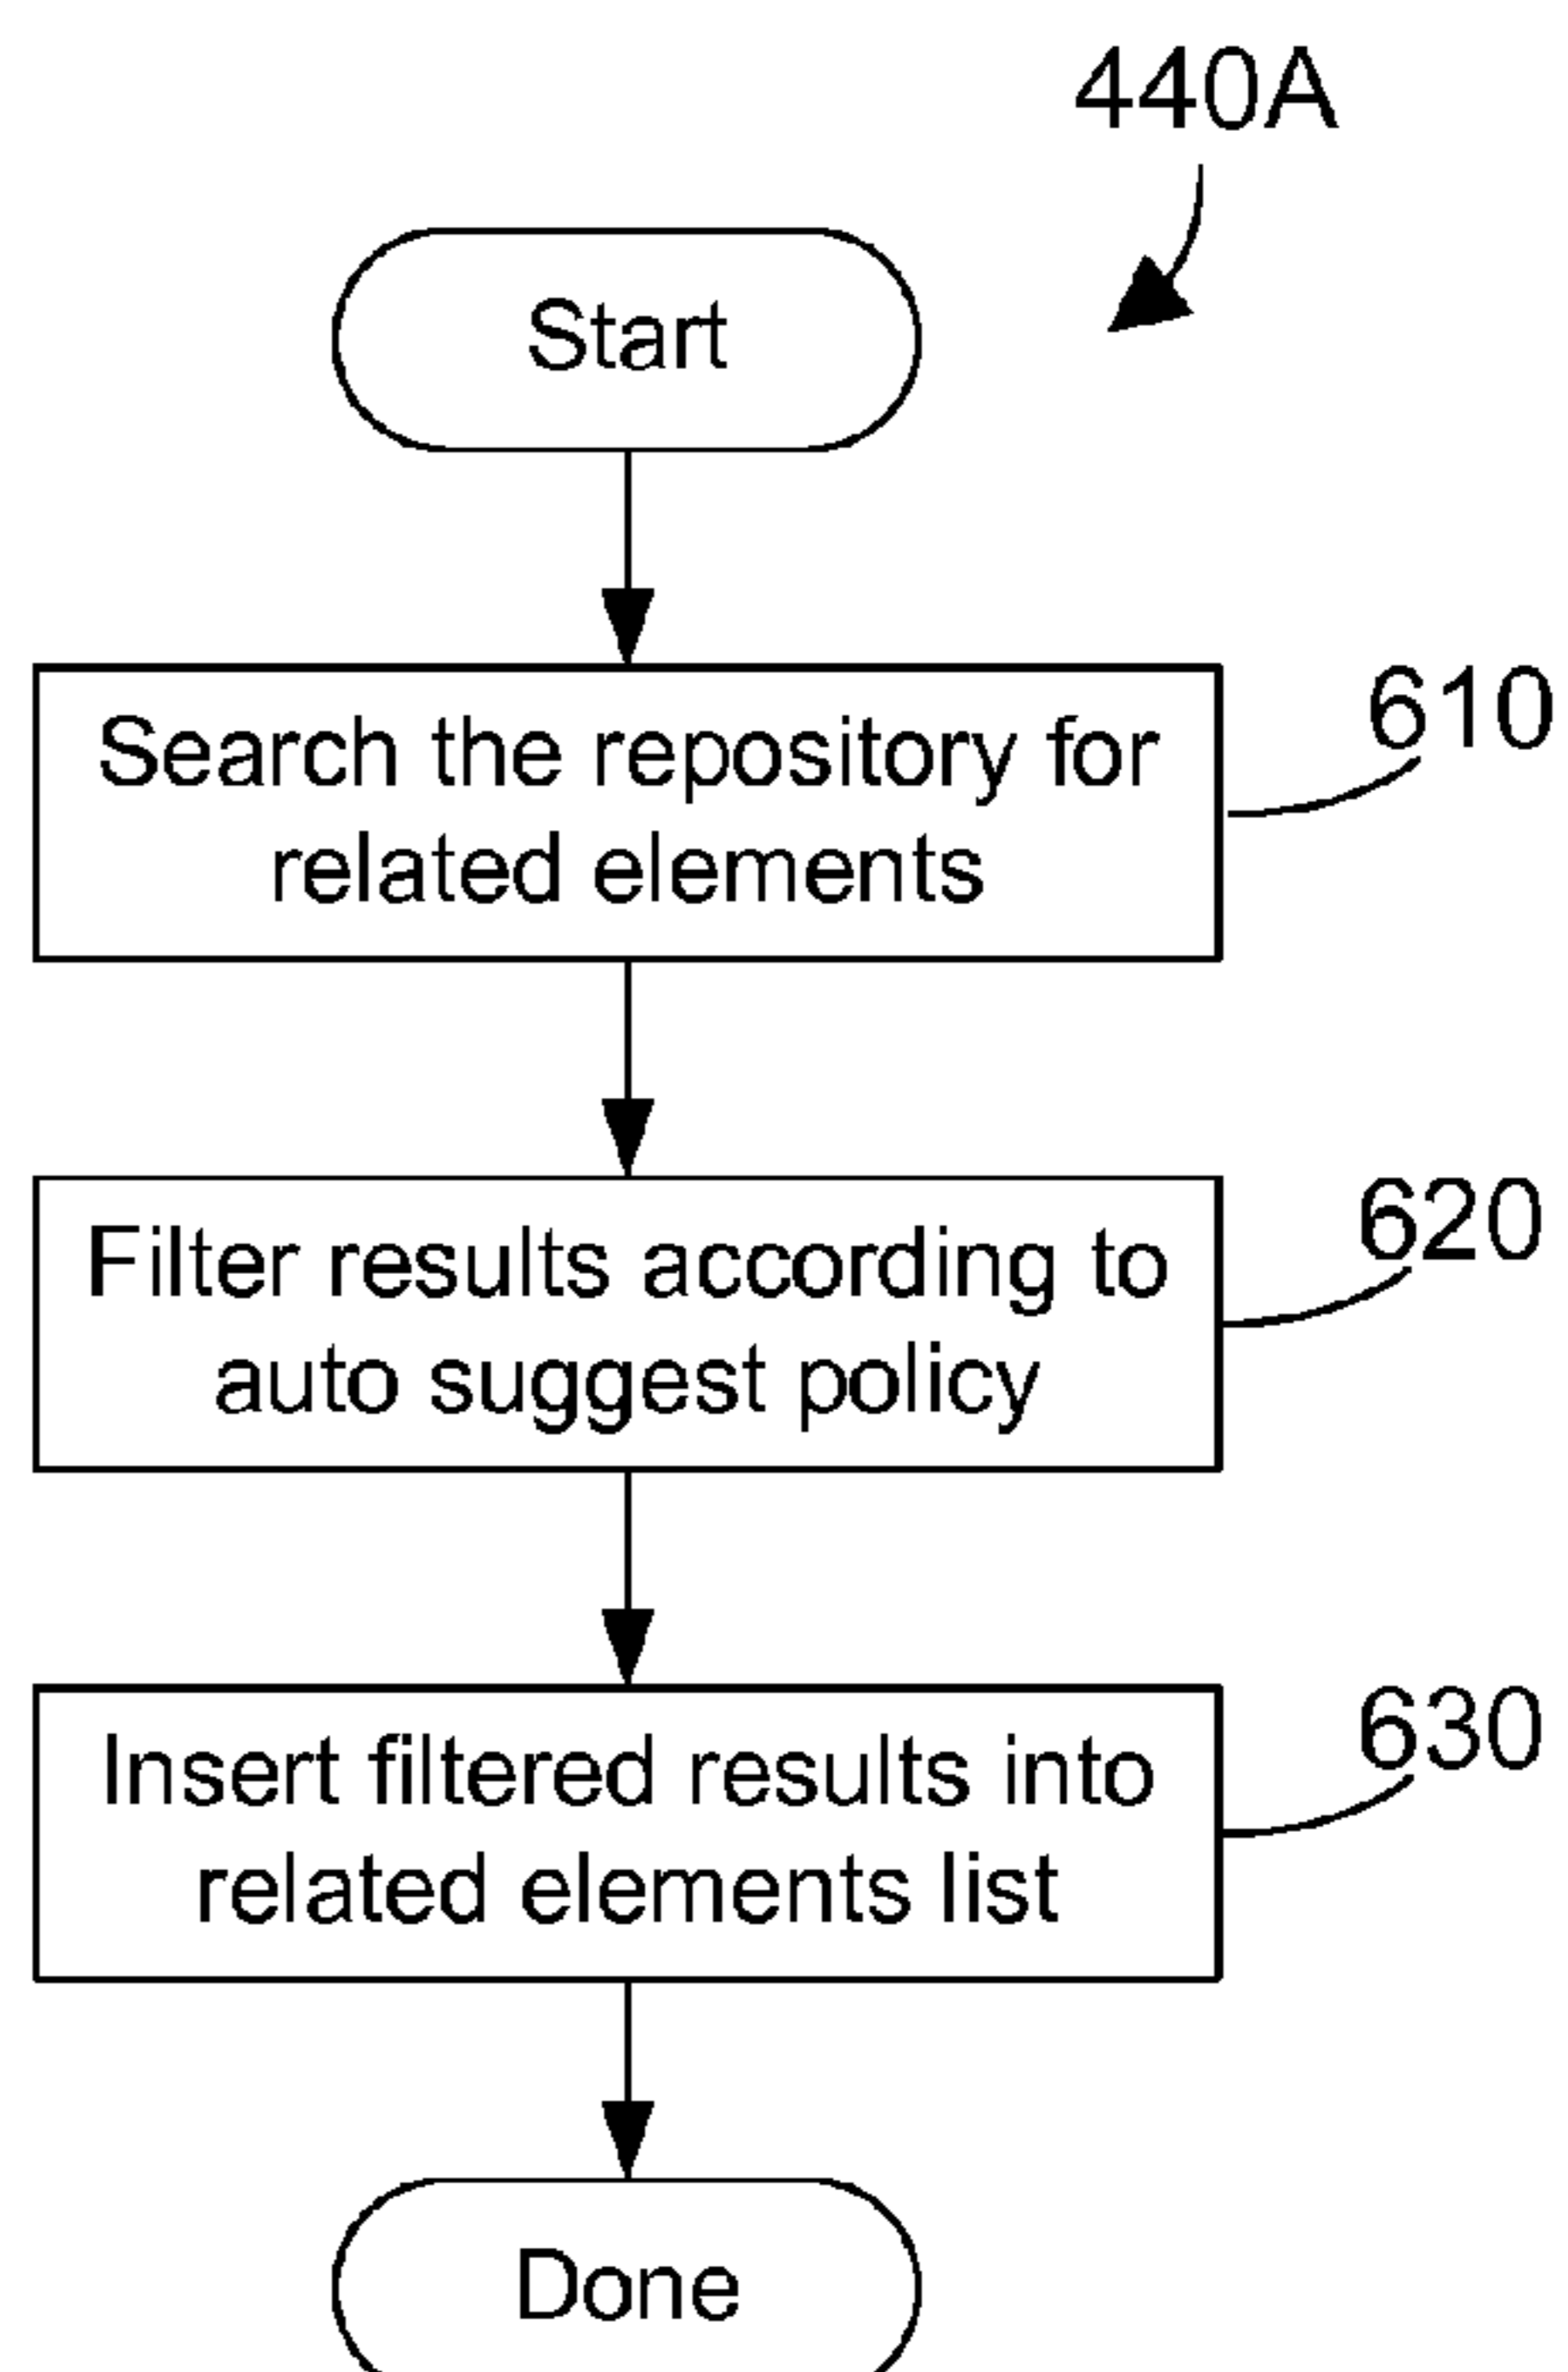 440A
Start
Search the repository for
related elements
610
Filter results according to
auto suggest policy
620
Insert filtered results into
related elements list
630
Done